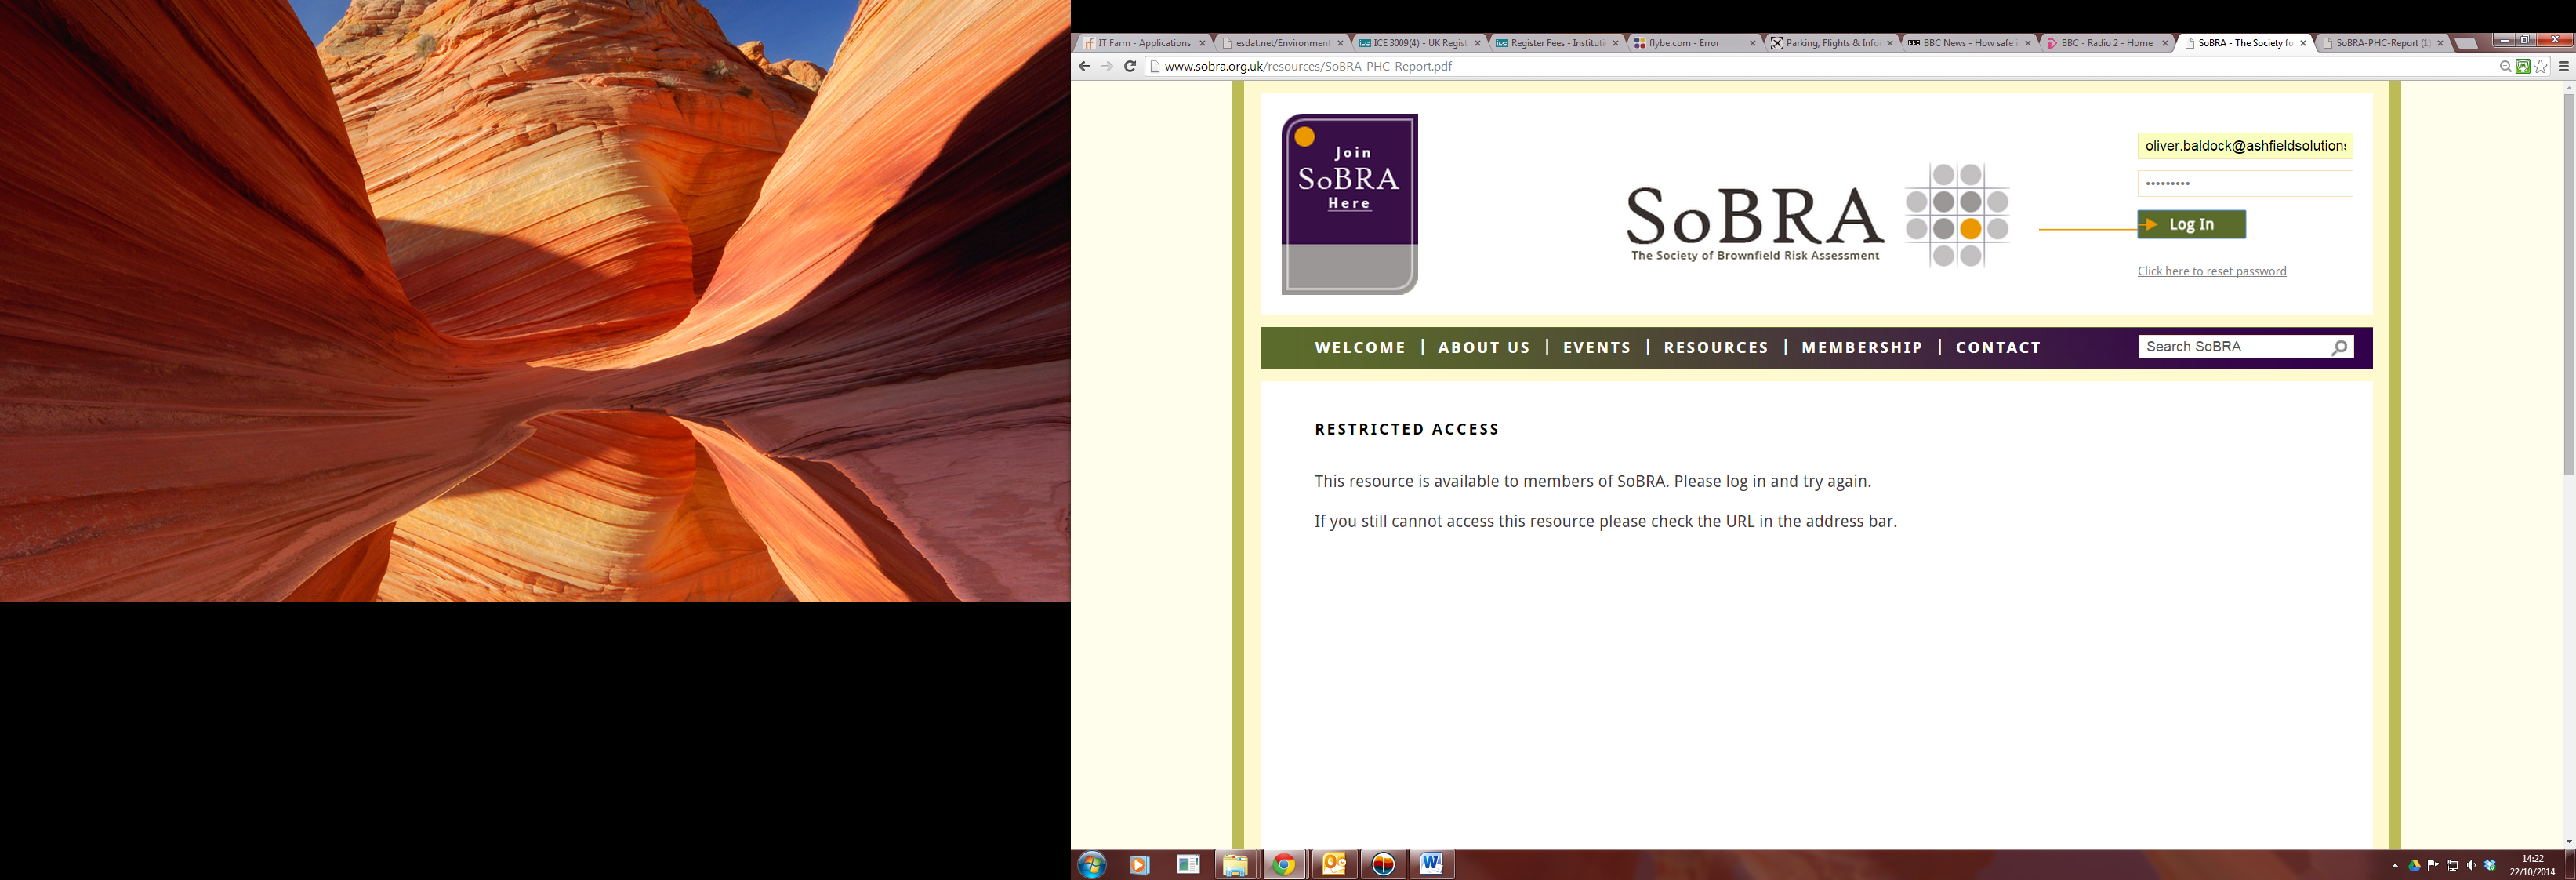 IT Farm - Applications
esdat.net/Environment
ICE 3009(4) - UK Regist
Register Fees - Instituti
flybe.com - Error
Parking, Flights & Info
BBC News - How safe i
BBC - Radio 2 - Home
SoBRA - The Society fo
SoBRA-PHC-Report (1)
www.sobra.org.uk/resources/SoBRA-PHC-Report.pdf
Join
SoBRA
Here
SoBRA
The Society of Brownfield Risk Assessment
oliver.baldock@ashfieldsolutions
Log In
Click here to reset password
WELCOME | ABOUT US | EVENTS | RESOURCES | MEMBERSHIP | CONTACT
Search SoBRA
RESTRICTED ACCESS
This resource is available to members of SoBRA. Please log in and try again.
If you still cannot access this resource please check the URL in the address bar.
14:22
22/10/2014